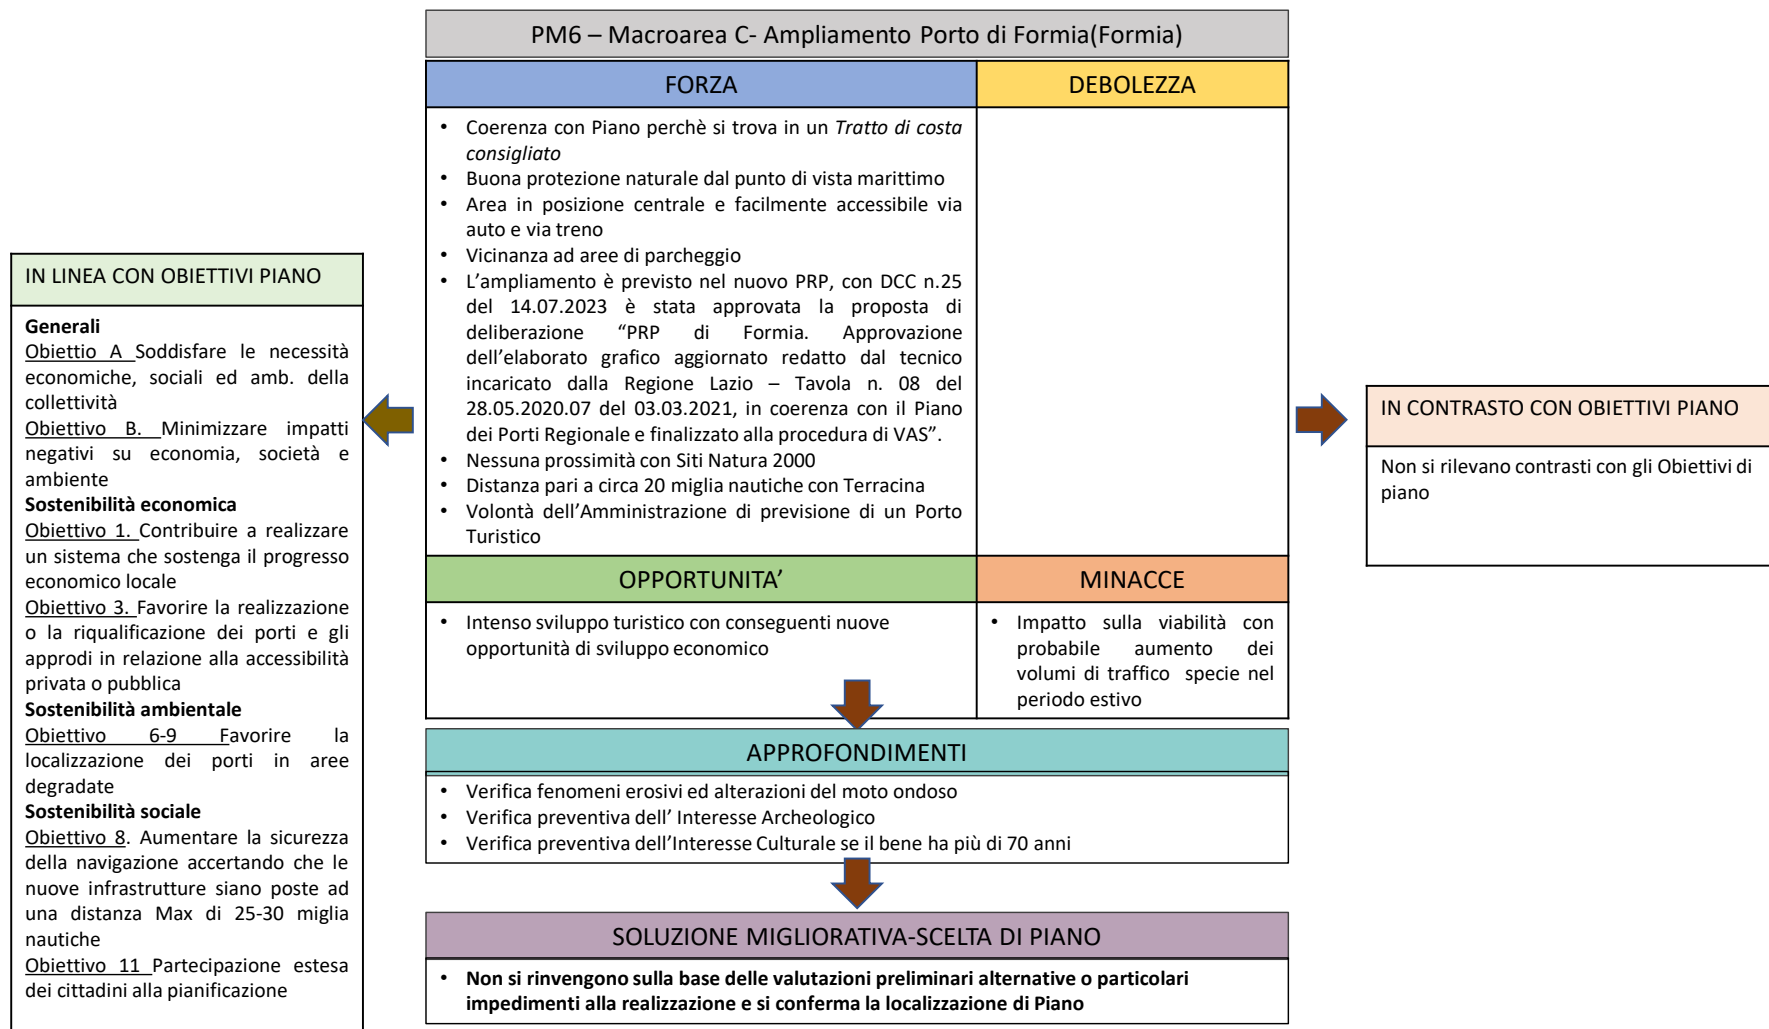 PM6 – Macroarea C- Ampliamento Porto di Formia(Formia)
FORZA
• Coerenza con Piano perchè si trova in un Tratto di costa
consigliato
• Buona protezione naturale dal punto di vista marittimo
• Area in posizione centrale e facilmente accessibile via
auto e via treno
• Vicinanza ad aree di parcheggio
• L’ampliamento è previsto nel nuovo PRP, con DCC n.25
del 14.07.2023 è stata approvata la proposta di
deliberazione “PRP di Formia. Approvazione
dell’elaborato grafico aggiornato redatto dal tecnico
incaricato dalla Regione Lazio – Tavola n. 08 del
28.05.2020.07 del 03.03.2021, in coerenza con il Piano
dei Porti Regionale e finalizzato alla procedura di VAS”.
• Nessuna prossimità con Siti Natura 2000
• Distanza pari a circa 20 miglia nautiche con Terracina
• Volontà dell’Amministrazione di previsione di un Porto
Turistico
DEBOLEZZA
OPPORTUNITA’
• Intenso sviluppo turistico con conseguenti nuove
opportunità di sviluppo economico
MINACCE
• Impatto sulla viabilità con
probabile aumento dei
volumi di traffico specie nel
periodo estivo
IN LINEA CON OBIETTIVI PIANO
Generali
Obiettio A Soddisfare le necessità
economiche, sociali ed amb. della
collettività
Obiettivo B. Minimizzare impatti
negativi su economia, società e
ambiente
Sostenibilità economica
Obiettivo 1. Contribuire a realizzare
un sistema che sostenga il progresso
economico locale
Obiettivo 3. Favorire la realizzazione
o la riqualificazione dei porti e gli
approdi in relazione alla accessibilità
privata o pubblica
Sostenibilità ambientale
Obiettivo 6-9 Favorire la
localizzazione dei porti in aree
degradate
Sostenibilità sociale
Obiettivo 8. Aumentare la sicurezza
della navigazione accertando che le
nuove infrastrutture siano poste ad
una distanza Max di 25-30 miglia
nautiche
Obiettivo 11 Partecipazione estesa
dei cittadini alla pianificazione
IN CONTRASTO CON OBIETTIVI PIANO
Non si rilevano contrasti con gli Obiettivi di
piano
APPROFONDIMENTI
• Verifica fenomeni erosivi ed alterazioni del moto ondoso
• Verifica preventiva dell’ Interesse Archeologico
• Verifica preventiva dell’Interesse Culturale se il bene ha più di 70 anni
SOLUZIONE MIGLIORATIVA-SCELTA DI PIANO
• Non si rinvengono sulla base delle valutazioni preliminari alternative o particolari
impedimenti alla realizzazione e si conferma la localizzazione di Piano